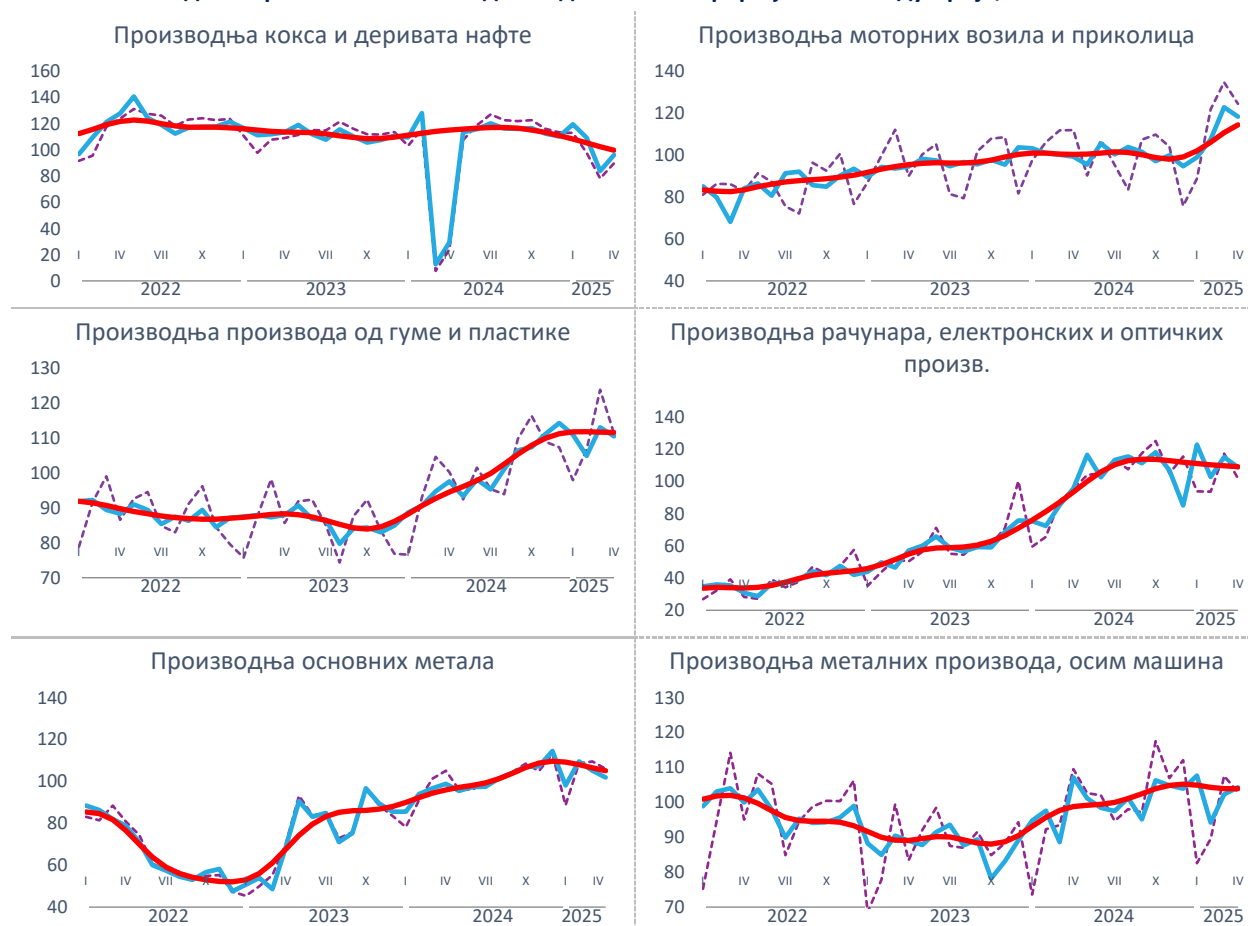 Производња кокса и деривата нафте
160
140
120
100
80
60
40
20
0
I IV VII X I IV VII X I IV VII X I IV
2022 2023 2024 2025
Производња моторних возила и приколица
140
120
100
80
60
40
I IV VII X I IV VII X I IV VII X I IV
2022 2023 2024 2025
Производња производа од гуме и пластике
130
120
110
100
90
80
70
I IV VII X I IV VII X I IV VII X I IV
2022 2023 2024 2025
Производња рачунара, електронских и оптичких
произв.
140
120
100
80
60
40
20
I IV VII X I IV VII X I IV VII X I IV
2022 2023 2024 2025
Производња основних метала
140
120
100
80
60
40
I IV VII X I IV VII X I IV VII X I IV
2022 2023 2024 2025
Производња металних производа, осим машина
130
120
110
100
90
80
70
I IV VII X I IV VII X I IV VII X I IV
2022 2023 2024 2025